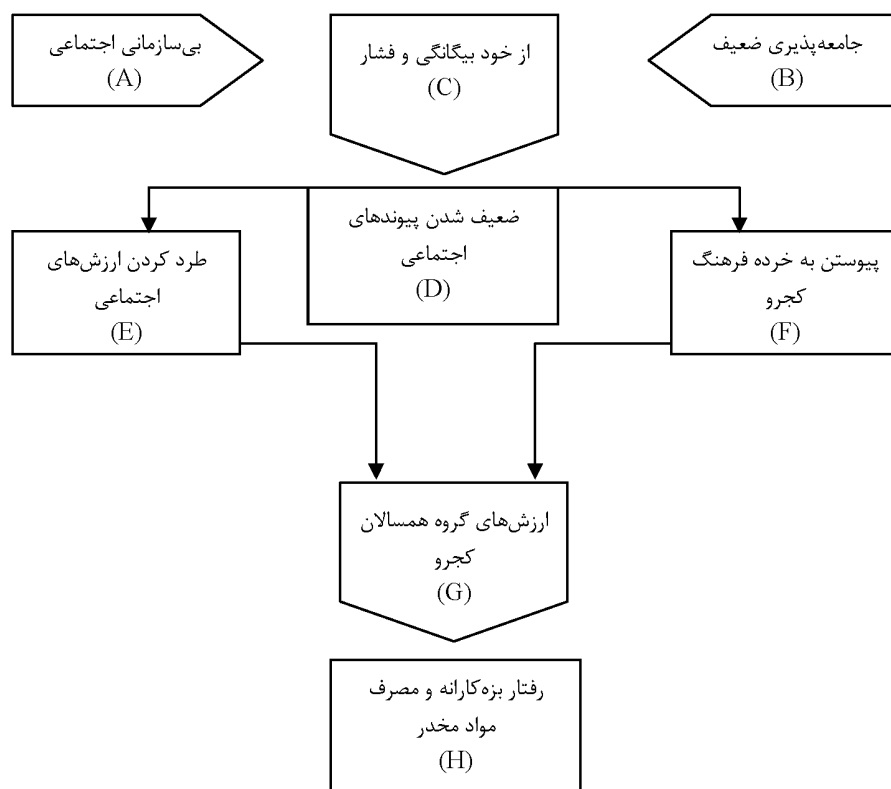 بی‌سازمانی اجتماعی
(A)
از خود بیگانگی و فشار
(C)
جامعه‌پذیری ضعیف
(B)
ضعیف شدن پیوندهای
اجتماعی
(D)
طرد کردن ارزش‌های
اجتماعی
(E)
پیوستن به خرده فرهنگ
کجرو
(F)
ارزش‌های گروه همسالان
کجرو
(G)
رفتار بزه‌کارانه و مصرف
مواد مخدر
(H)